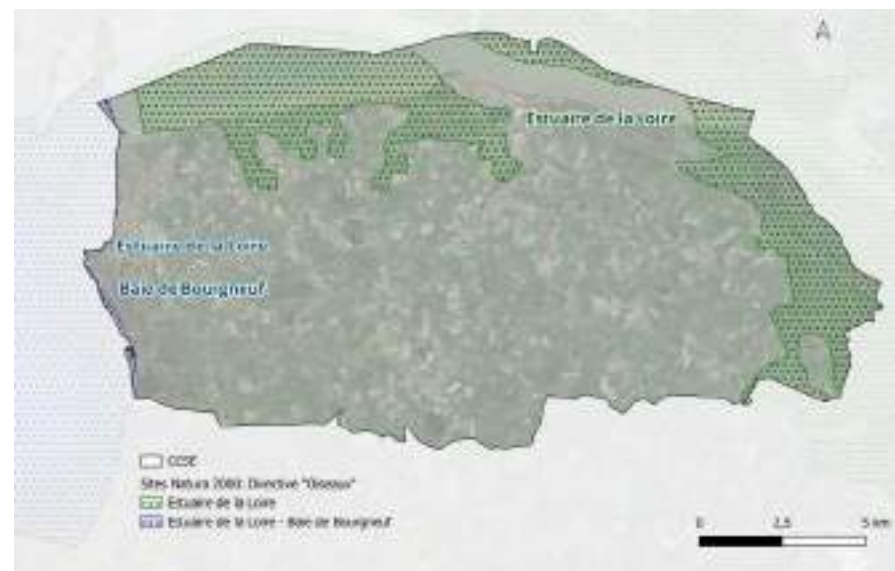 A
Estuaire de la Loire
Estuaire de la Loire
Baie de Bourgneuf
CCSE
Sites Natura 2000: Directive "Oiseaux"
Estuaire de la Loire
Estuaire de la Loire - Baie de Bourgneuf
0 2,5 5 km